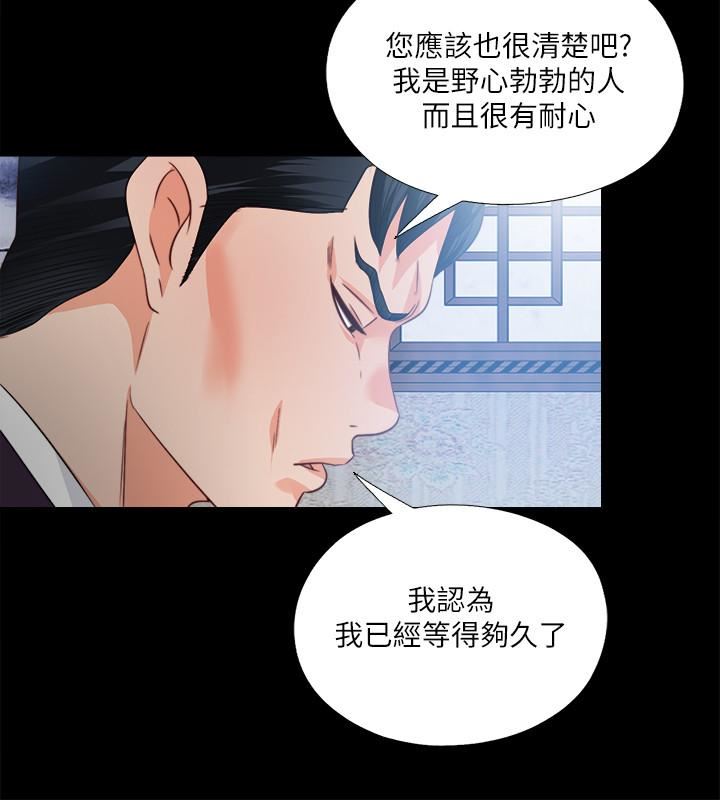 您應該也很清楚吧?
我是野心勃勃的人
而且很有耐心
我認為
我已經等得夠久了